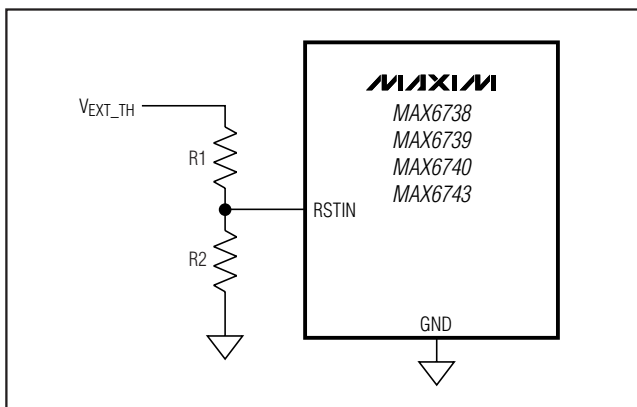 MAXIM
MAX6738
VEXT_TH
MAX6739
R1
MAX6740
MAX6743
RSTIN
R2
GND